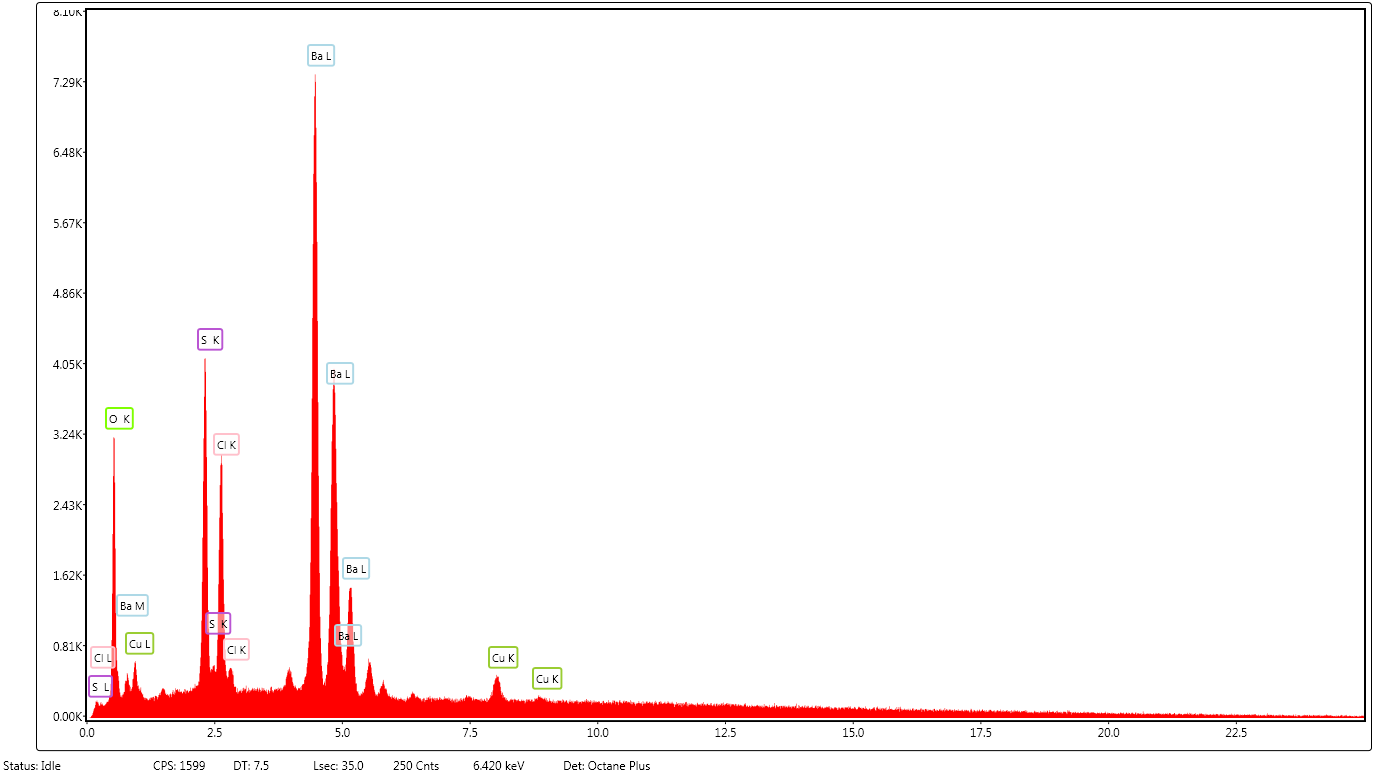 8.10K
Ba L
7.29K
6.48K
5.67K
4.86K
S K
4.05K
Ba L
O K
3.24K
Cl K
2.43K
1.62K
Ba L
Ba M
S K
Ba L
Cu L
0.81K
Cl K
Cl L
Cu K
Cu K
S L
0.00K
0.0 2.5 5.0 7.5 10.0 12.5 15.0 17.5 20.0 22.5
Status: Idle CPS: 1599 DT: 7.5 Lsec: 35.0 250 Cnts 6.420 keV Det: Octane Plus